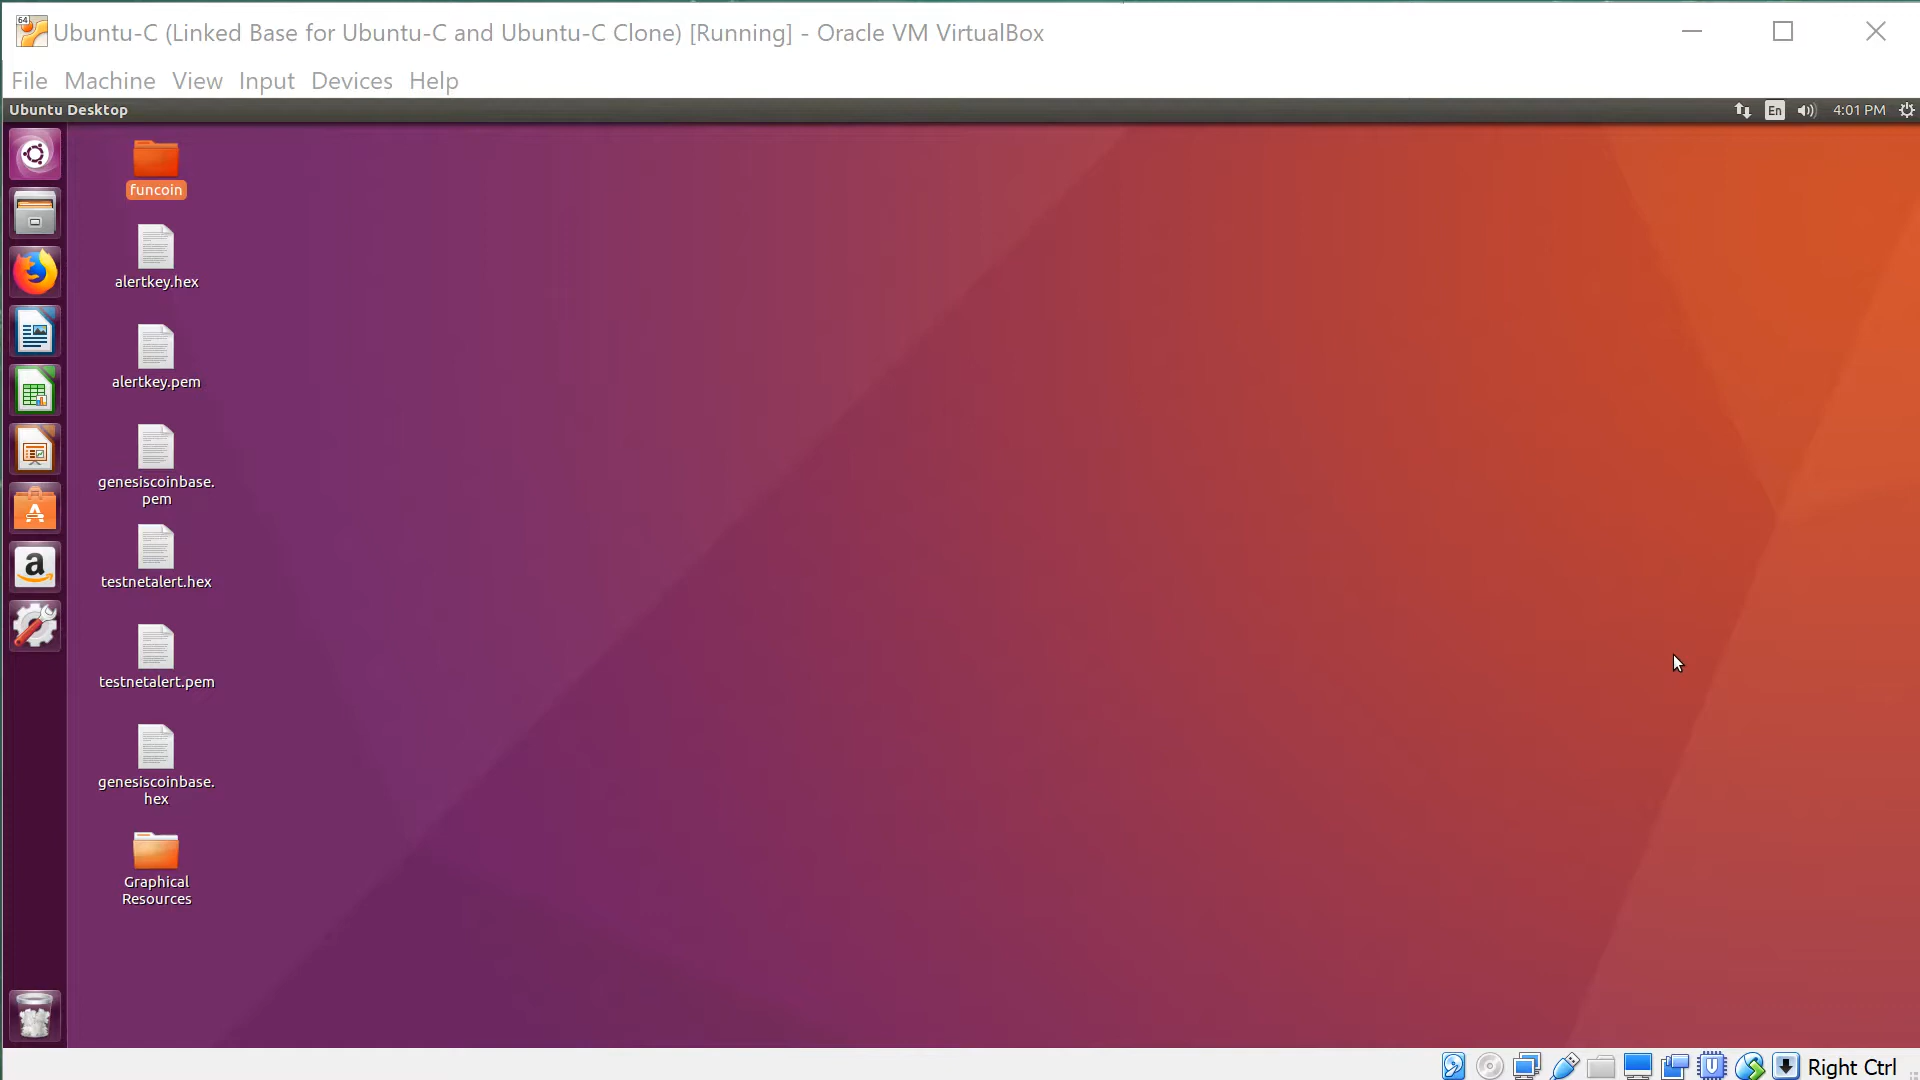 64
Ubuntu-C (Linked Base for Ubuntu-C and Ubuntu-C Clone) [Running] - Oracle VM VirtualBox
File Machine View Input Devices Help
Ubuntu Desktop
En
4:01 PM
funcoin
alertkey.hex
alertkey.pem
genesiscoinbase.
pem
testnetalert.hex
testnetalert.pem
genesiscoinbase.
hex
Graphical
Resources
Right Ctrl